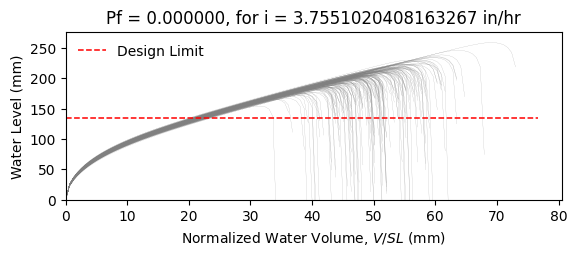 Pf = 0.000000, for i = 3.7551020408163267 in/hr
Design Limit
Water Level (mm)
250
200
150
100
50
0
0 10 20 30 40 50 60 70 80
Normalized Water Volume, V/SL (mm)